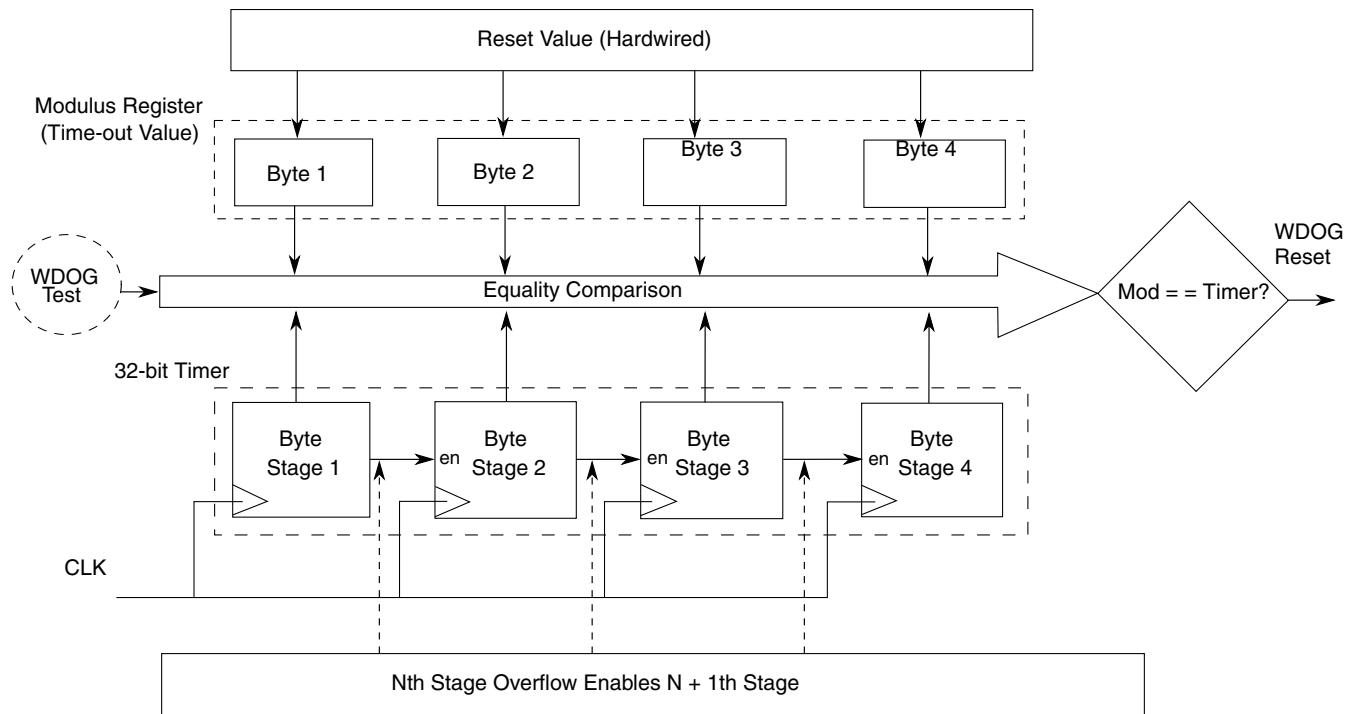 Reset Value (Hardwired)
Modulus Register
(Time-out Value)
Byte 1
Byte 2
Byte 3
Byte 4
WDOG
Test
Equality Comparison
Mod = = Timer?
WDOG
Reset
32-bit Timer
Byte
Stage 1
en
Byte
Stage 2
en
Byte
Stage 3
en
Byte
Stage 4
CLK
Nth Stage Overflow Enables N + 1th Stage